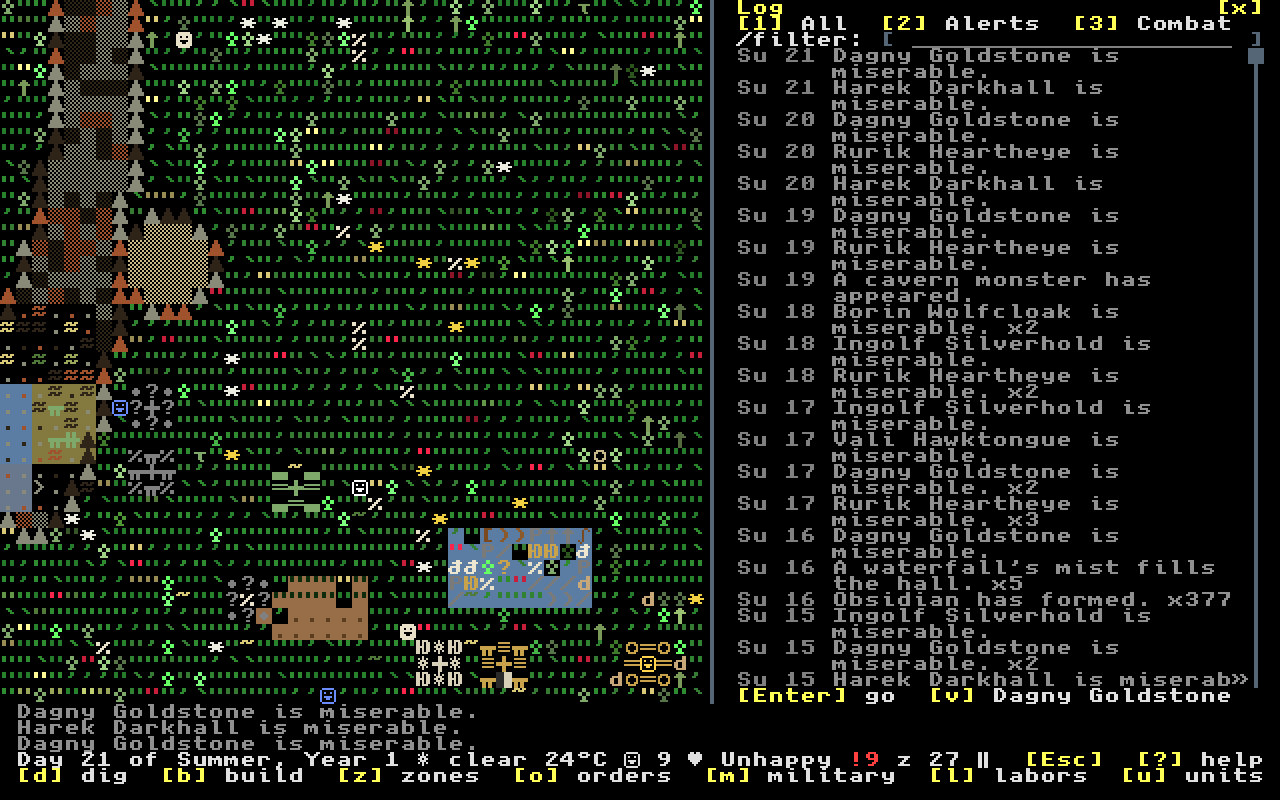 Log [x]
[1] All [2] Alerts [3] Combat
/filter: [ ]
Su 21 Dagny Goldstone is
miserable.
Su 21 Harek Darkhall is
miserable.
Su 20 Dagny Goldstone is
miserable.
Su 20 Rurik Heartheye is
miserable.
Su 20 Harek Darkhall is
miserable.
Su 19 Dagny Goldstone is
miserable.
Su 19 Rurik Heartheye is
miserable.
Su 19 A cavern monster has
appeared.
Su 18 Borin Wolfcloak is
miserable. x2
Su 18 Ingolf Silverhold is
miserable.
Su 18 Rurik Heartheye is
miserable. x2
Su 17 Ingolf Silverhold is
miserable.
Su 17 Vali Hawktongue is
miserable.
Su 17 Dagny Goldstone is
miserable. x2
Su 17 Rurik Heartheye is
miserable. x3
Su 16 Dagny Goldstone is
miserable.
Su 16 A waterfall's mist fills
the hall. x5
Su 16 Obsidian has formed. x377
Su 15 Ingolf Silverhold is
miserable.
Su 15 Dagny Goldstone is
miserable. x2
Su 15 Harek Darkhall is miserab»
[Enter] go [v] Dagny Goldstone
Dagny Goldstone is miserable.
Harek Darkhall is miserable.
Dagny Goldstone is miserable.
Day 21 of Summer, Year 1 * clear 24°C ☺ 9 ♥ Unhappy !9 z 27 ‖ [Esc] [?] help
[d] dig [b] build [z] zones [o] orders [m] military [l] labors [u] units